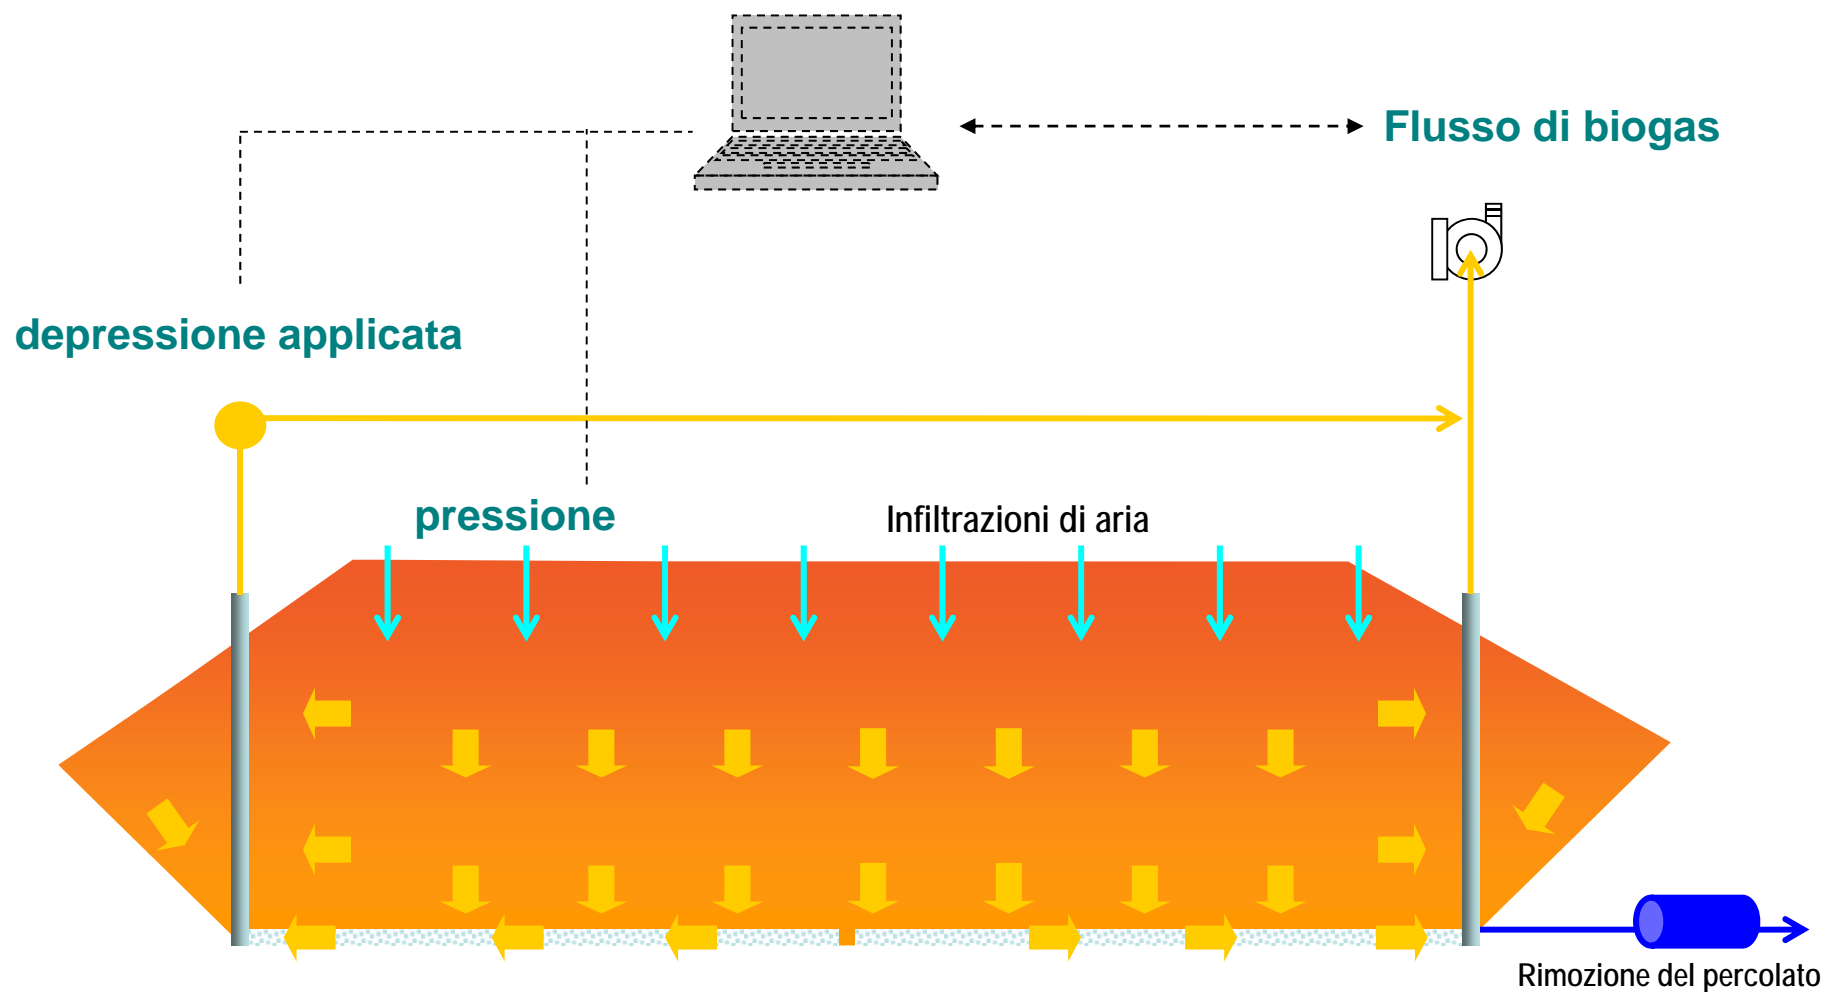 Flusso di biogas
depressione applicata
pressione
Infiltrazioni di aria
Rimozione del percolato